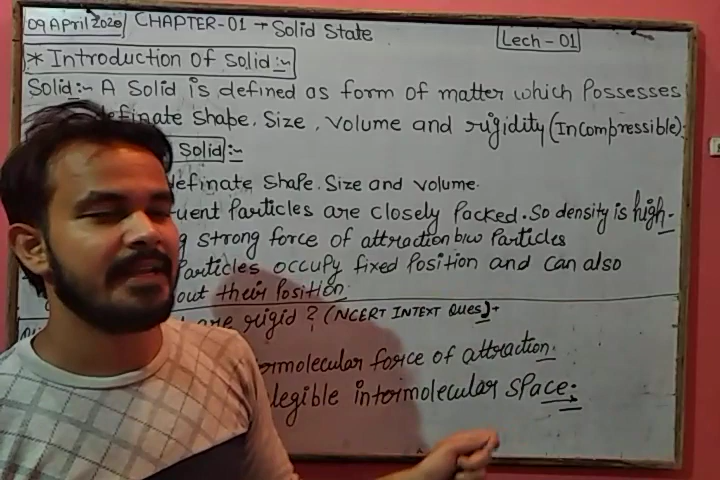 09 April 2020 CHAPTER-01 → Solid State Lech-01
* Introduction of Solid:-
Solid:- A Solid is defined as form of matter which Possesses
definate Shape. Size, Volume and rigidity (Incompressible).
Solid:-
definate Shape. Size and volume.
uent Particles are closely Packed. So density is high.
g strong force of attraction b/w Particles
Particles occupy fixed Position and can also
out their Position.
are rigid? (NCERT INTEXT Ques)
ermolecular force of attraction.
legible intermolecular space.